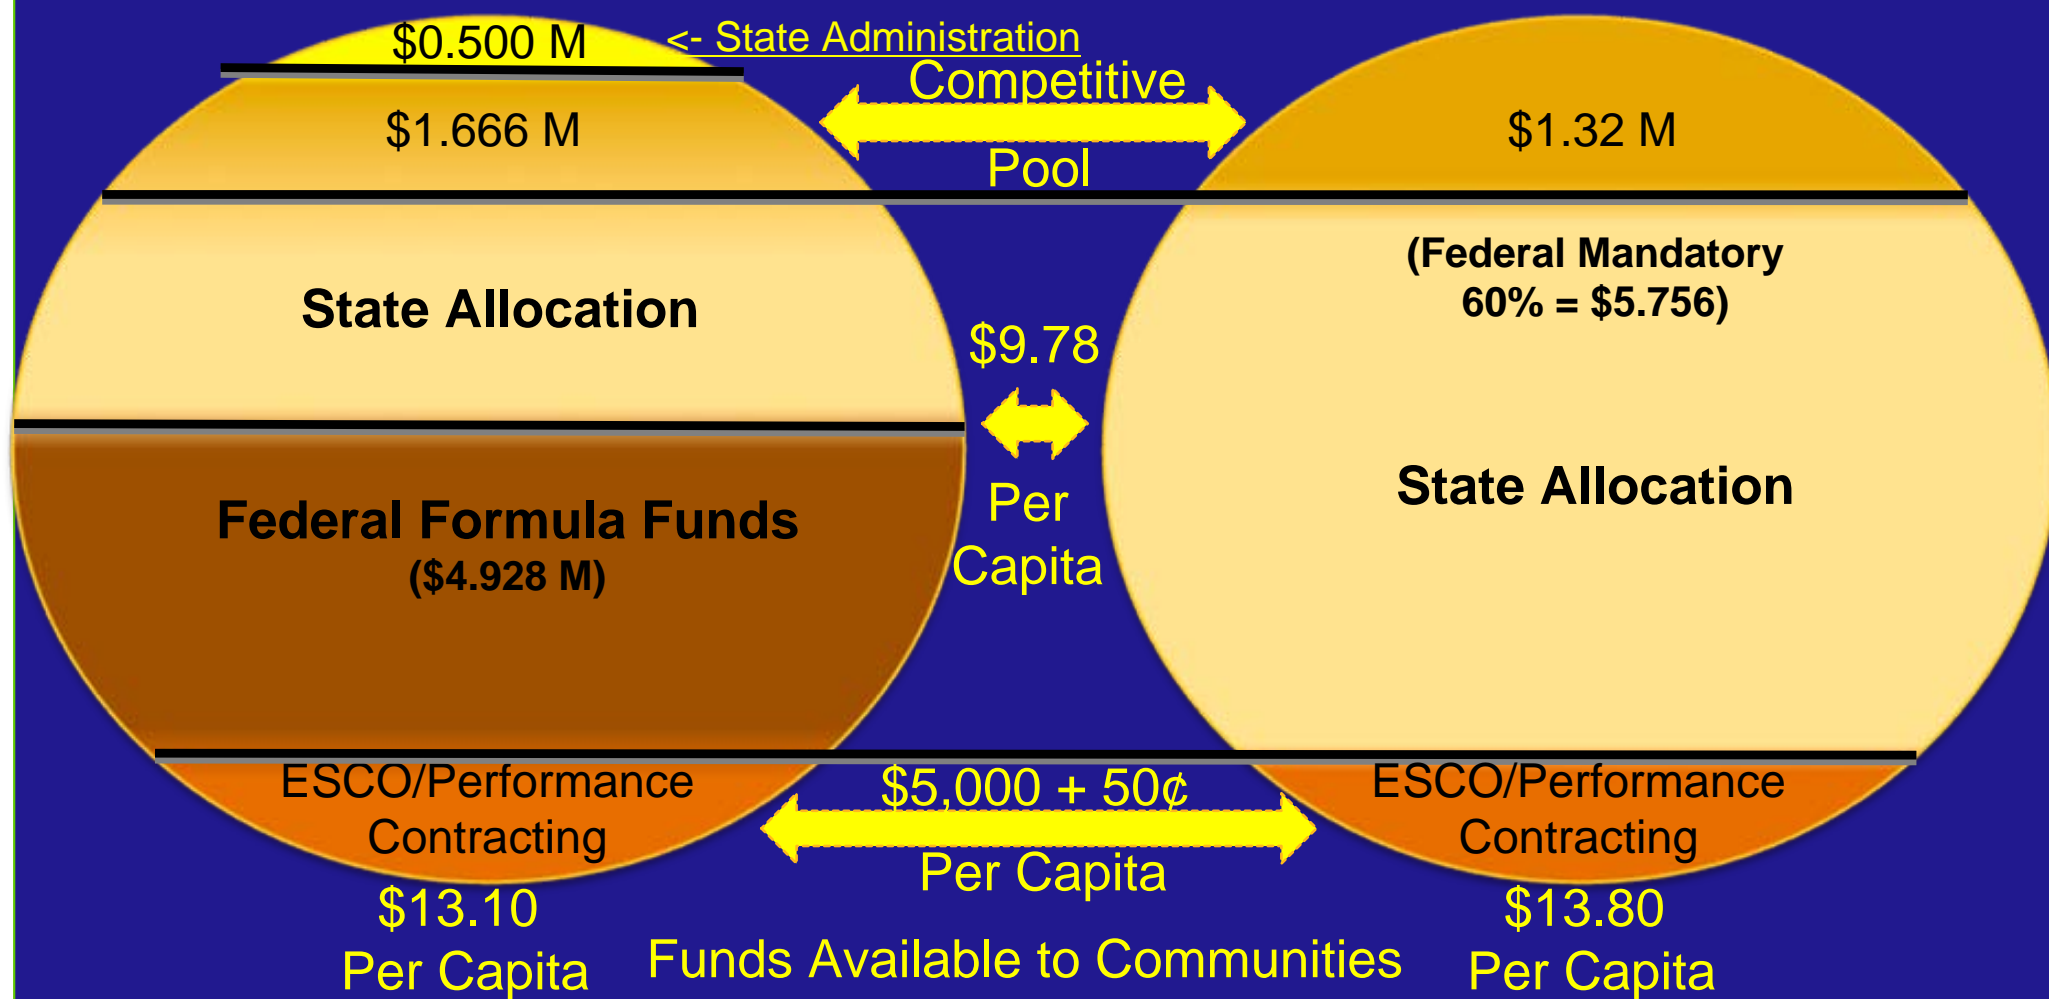 $0.500 M
<- State Administration
Competitive
$1.666 M
$1.32 M
Pool
State Allocation
(Federal Mandatory
60% = $5.756)
$9.78
Per
Capita
State Allocation
Federal Formula Funds
($4.928 M)
ESCO/Performance
Contracting
$5,000 + 50¢
Per Capita
ESCO/Performance
Contracting
$13.10
Per Capita
Funds Available to Communities
$13.80
Per Capita